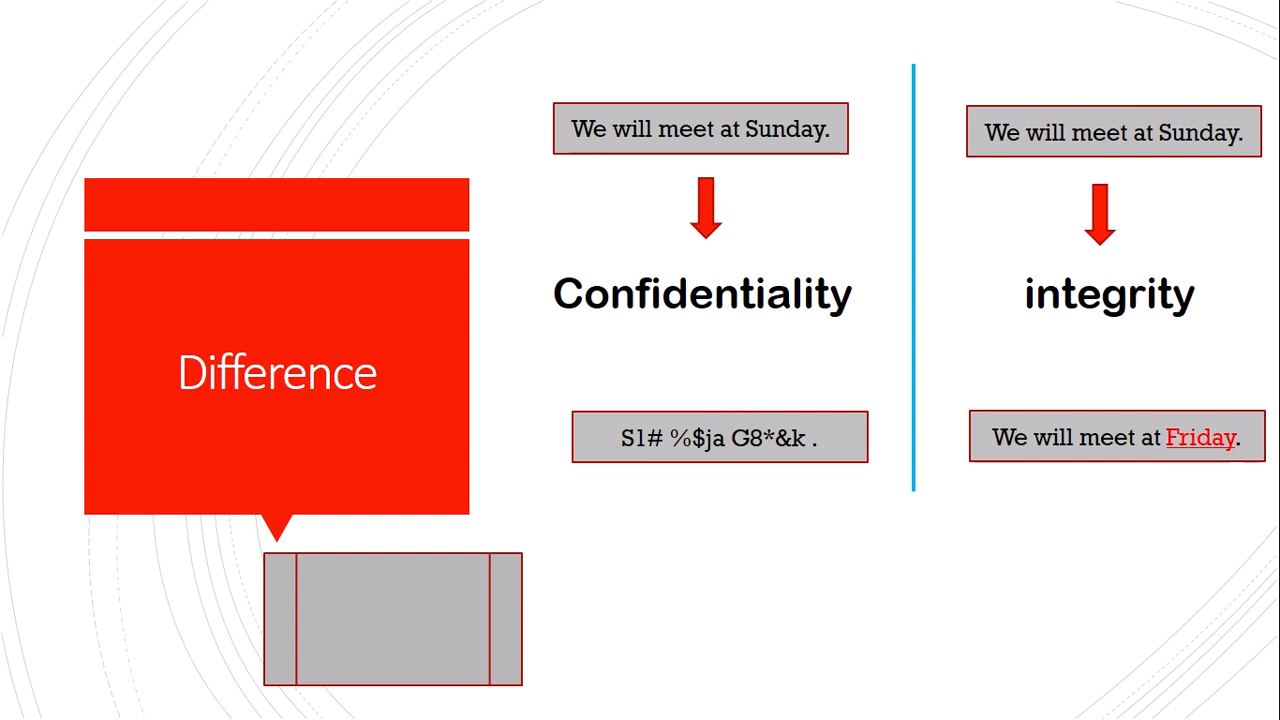 Difference
We will meet at Sunday.
Confidentiality
S1# %$ja G8*&k .
We will meet at Sunday.
integrity
We will meet at Friday.